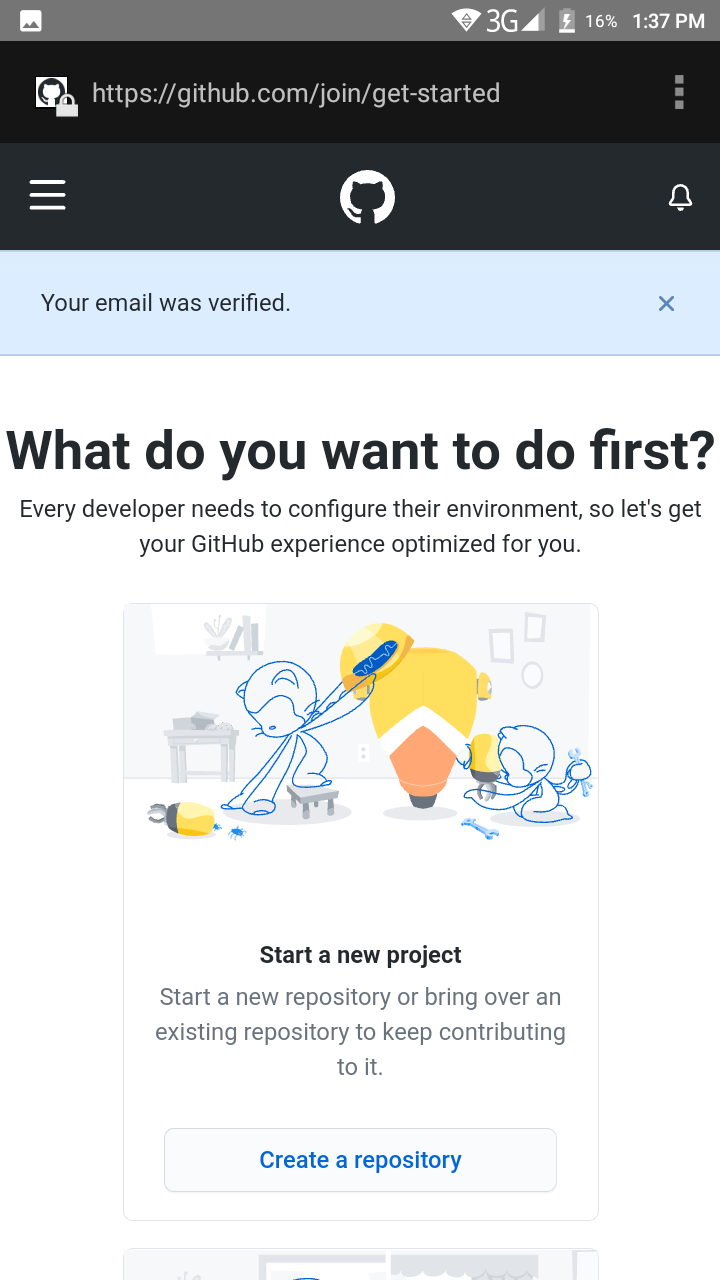 3G 16% 1:37 PM
https://github.com/join/get-started
Your email was verified.
What do you want to do first?
Every developer needs to configure their environment, so let's get
your GitHub experience optimized for you.
Start a new project
Start a new repository or bring over an
existing repository to keep contributing
to it.
Create a repository